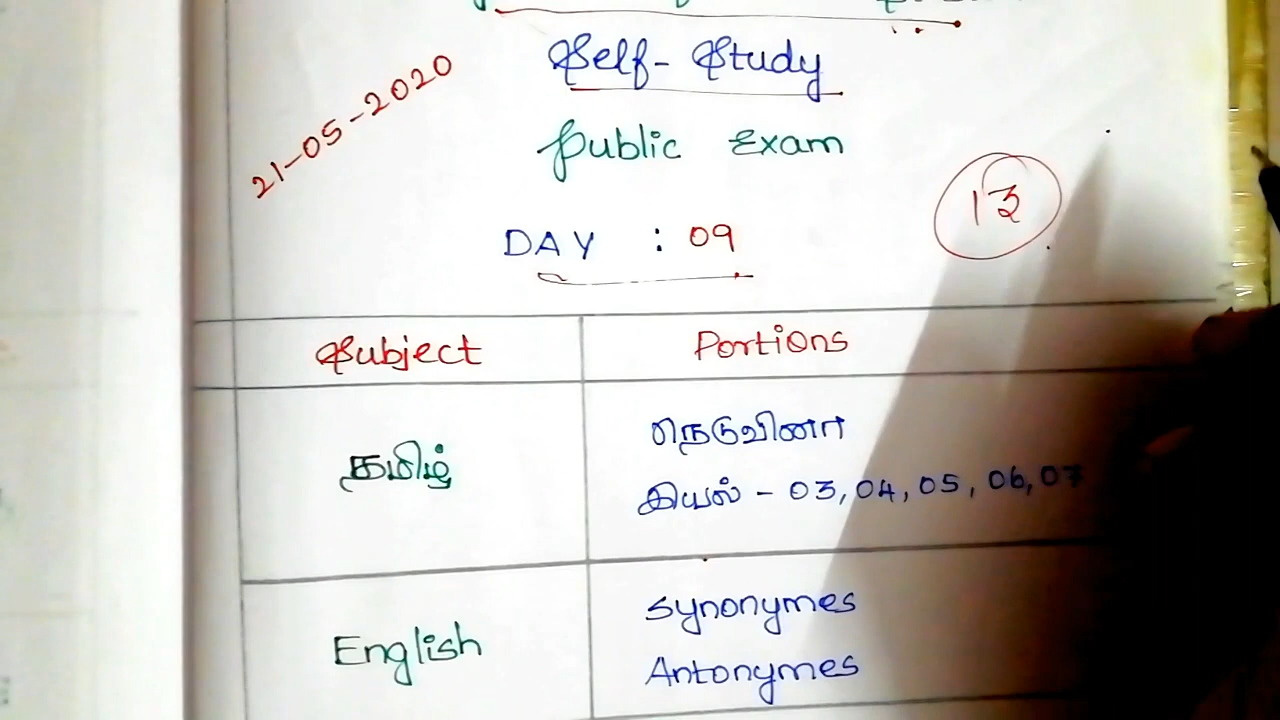 Self-Study
Public Exam
21-05-2020
13
DAY : 09
Subject Portions
தமிழ்
நெடுவினா
இயல் - 03, 04, 05, 06, 07
English
Synonymes
Antonymes